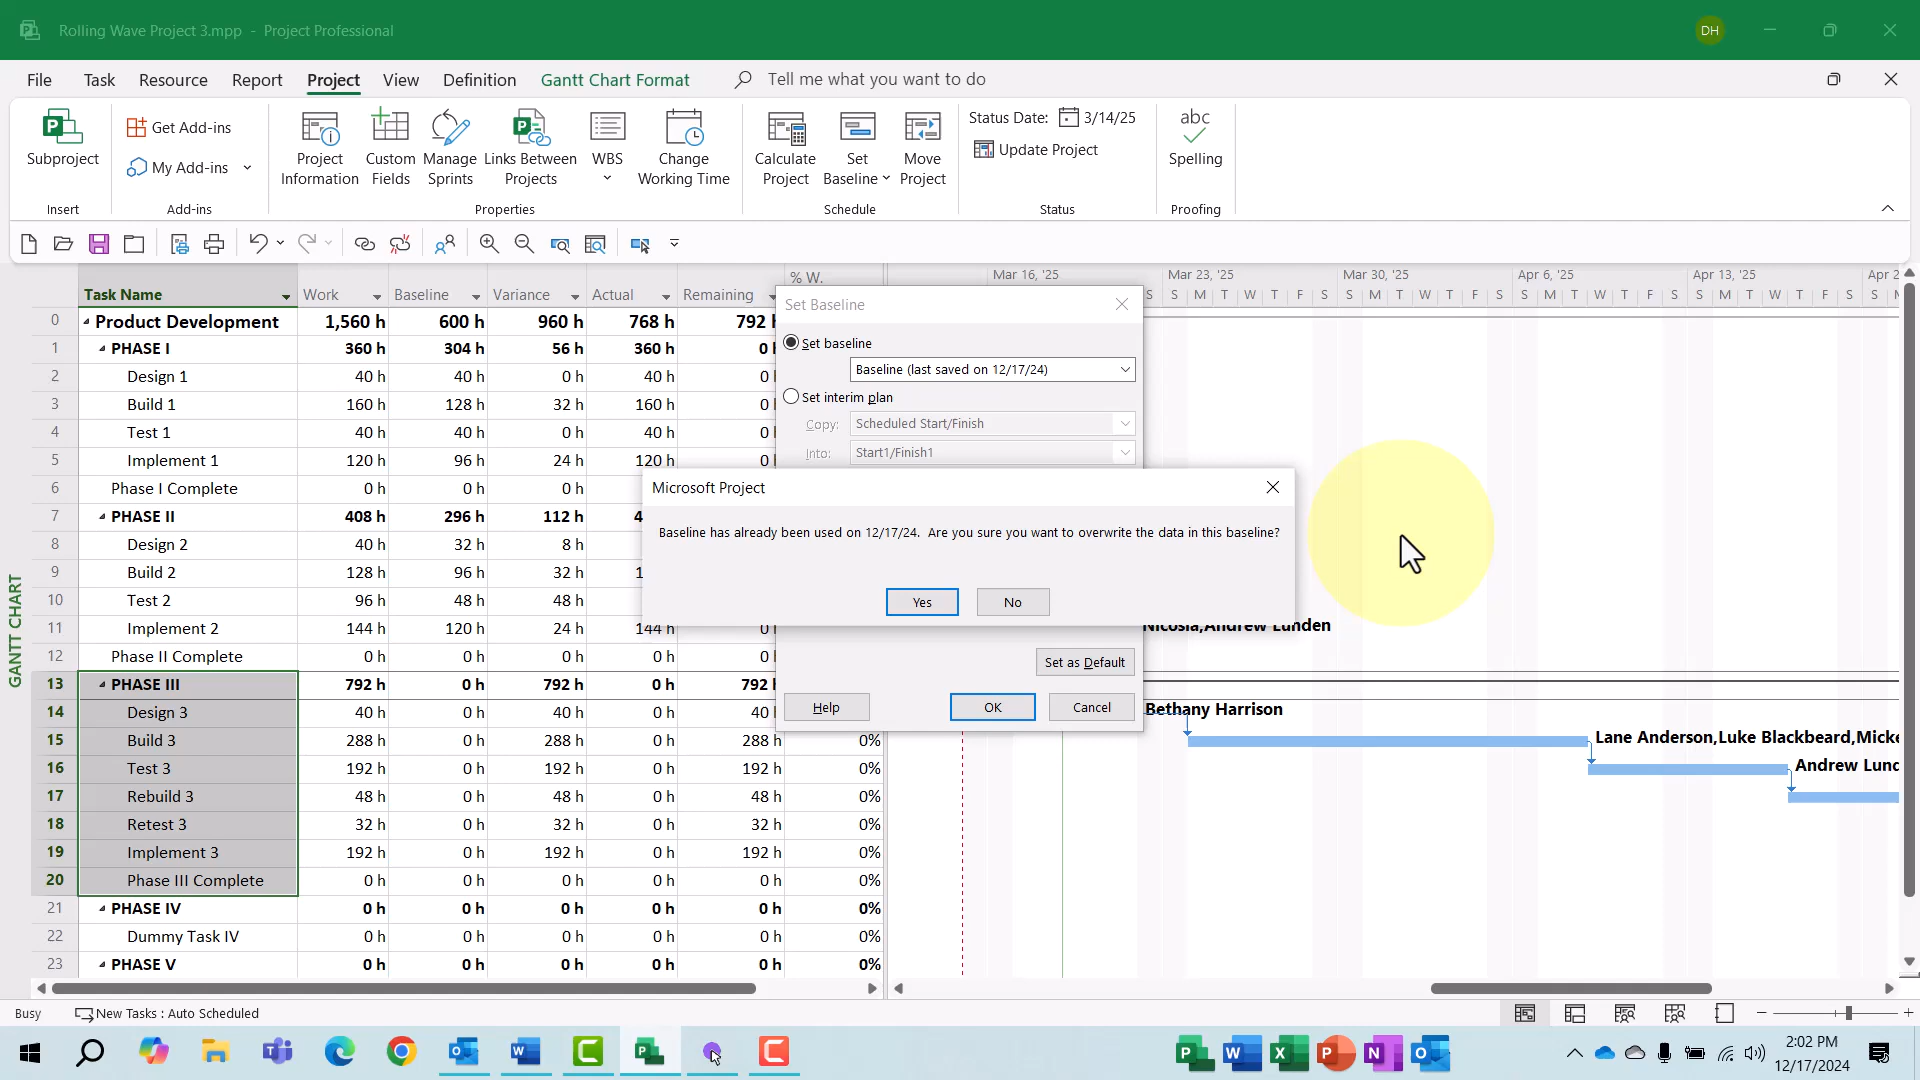 Rolling Wave Project 3.mpp - Project Professional
DH
File Task Resource Report Project View Definition Gantt Chart Format Tell me what you want to do
Subproject
Insert
Get Add-ins
My Add-ins
Add-ins
Project Information
Custom Fields
Manage Sprints
Links Between Projects
WBS
Change Working Time
Properties
Calculate Project
Set Baseline
Move Project
Schedule
Status Date: 3/14/25
Update Project
Status
abc
Spelling
Proofing
GANTT CHART
Task Name Work Baseline Variance Actual Remaining % W.
0 Product Development 1,560 h 600 h 960 h 768 h 792
1 PHASE I 360 h 304 h 56 h 360 h 0
2 Design 1 40 h 40 h 0 h 40 h 0
3 Build 1 160 h 128 h 32 h 160 h 0
4 Test 1 40 h 40 h 0 h 40 h 0
5 Implement 1 120 h 96 h 24 h 120 h 0
6 Phase I Complete 0 h 0 h 0 h
7 PHASE II 408 h 296 h 112 h 4
8 Design 2 40 h 32 h 8 h
9 Build 2 128 h 96 h 32 h 1
10 Test 2 96 h 48 h 48 h
11 Implement 2 144 h 120 h 24 h 144 h 0
12 Phase II Complete 0 h 0 h 0 h 0 h 0
13 PHASE III 792 h 0 h 792 h 0 h 792
14 Design 3 40 h 0 h 40 h 0 h 40
15 Build 3 288 h 0 h 288 h 0 h 288 h 0%
16 Test 3 192 h 0 h 192 h 0 h 192 h 0%
17 Rebuild 3 48 h 0 h 48 h 0 h 48 h 0%
18 Retest 3 32 h 0 h 32 h 0 h 32 h 0%
19 Implement 3 192 h 0 h 192 h 0 h 192 h 0%
20 Phase III Complete 0 h 0 h 0 h 0 h 0 h 0%
21 PHASE IV 0 h 0 h 0 h 0 h 0 h 0%
22 Dummy Task IV 0 h 0 h 0 h 0 h 0 h 0%
23 PHASE V 0 h 0 h 0 h 0 h 0 h 0%
Mar 16, '25 Mar 23, '25 Mar 30, '25 Apr 6, '25 Apr 13, '25 Apr 2
S S M T W T F S S M T W T F S S M T W T F S S M T W T F S S M
Set Baseline
Set baseline
Baseline (last saved on 12/17/24)
Set interim plan
Copy: Scheduled Start/Finish
Into: Start1/Finish1
Microsoft Project
Baseline has already been used on 12/17/24. Are you sure you want to overwrite the data in this baseline?
Yes No
Set as Default
Help OK Cancel
Nicosia,Andrew Lunden
Bethany Harrison
Lane Anderson,Luke Blackbeard,Micke
Andrew Lund
Busy New Tasks : Auto Scheduled
2:02 PM
12/17/2024